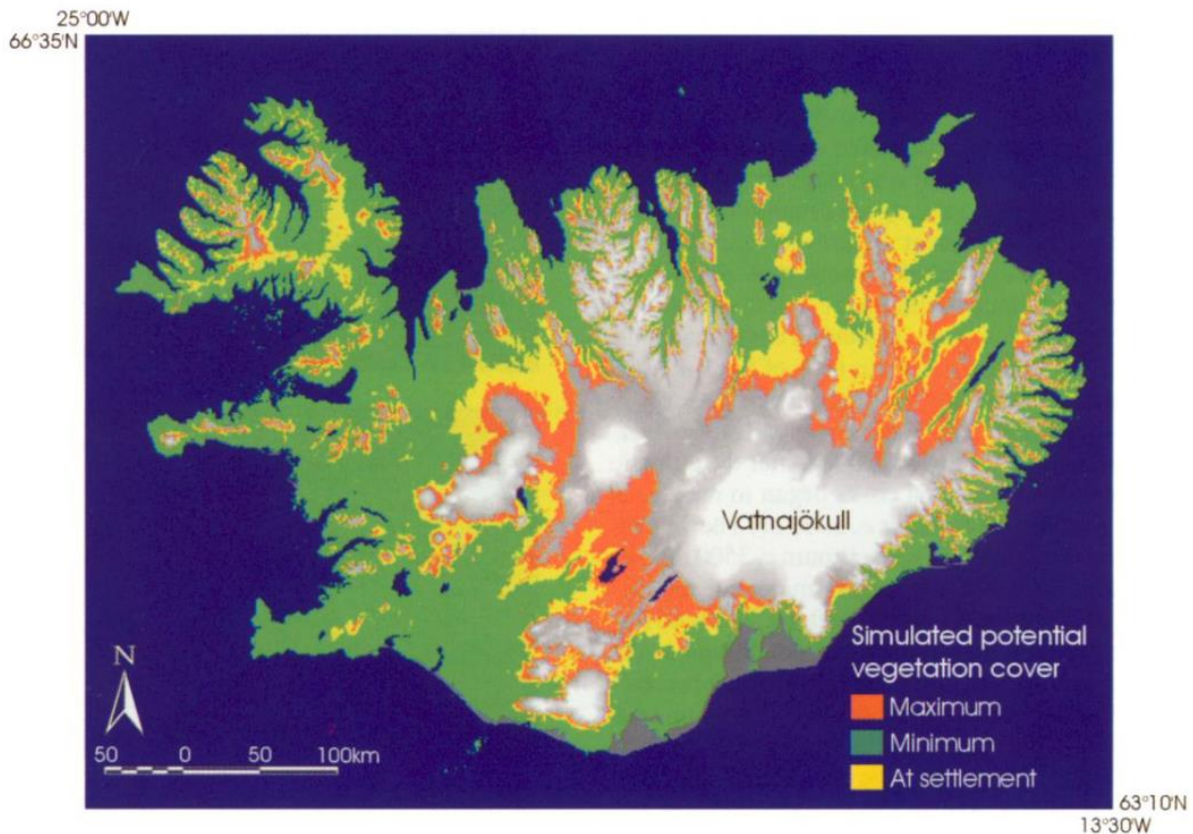 25°00'W
66°35'N
Vatnajökull
Simulated potential
vegetation cover
Maximum
Minimum
At settlement
N
50 0 50 100km
63°10'N
13°30'W